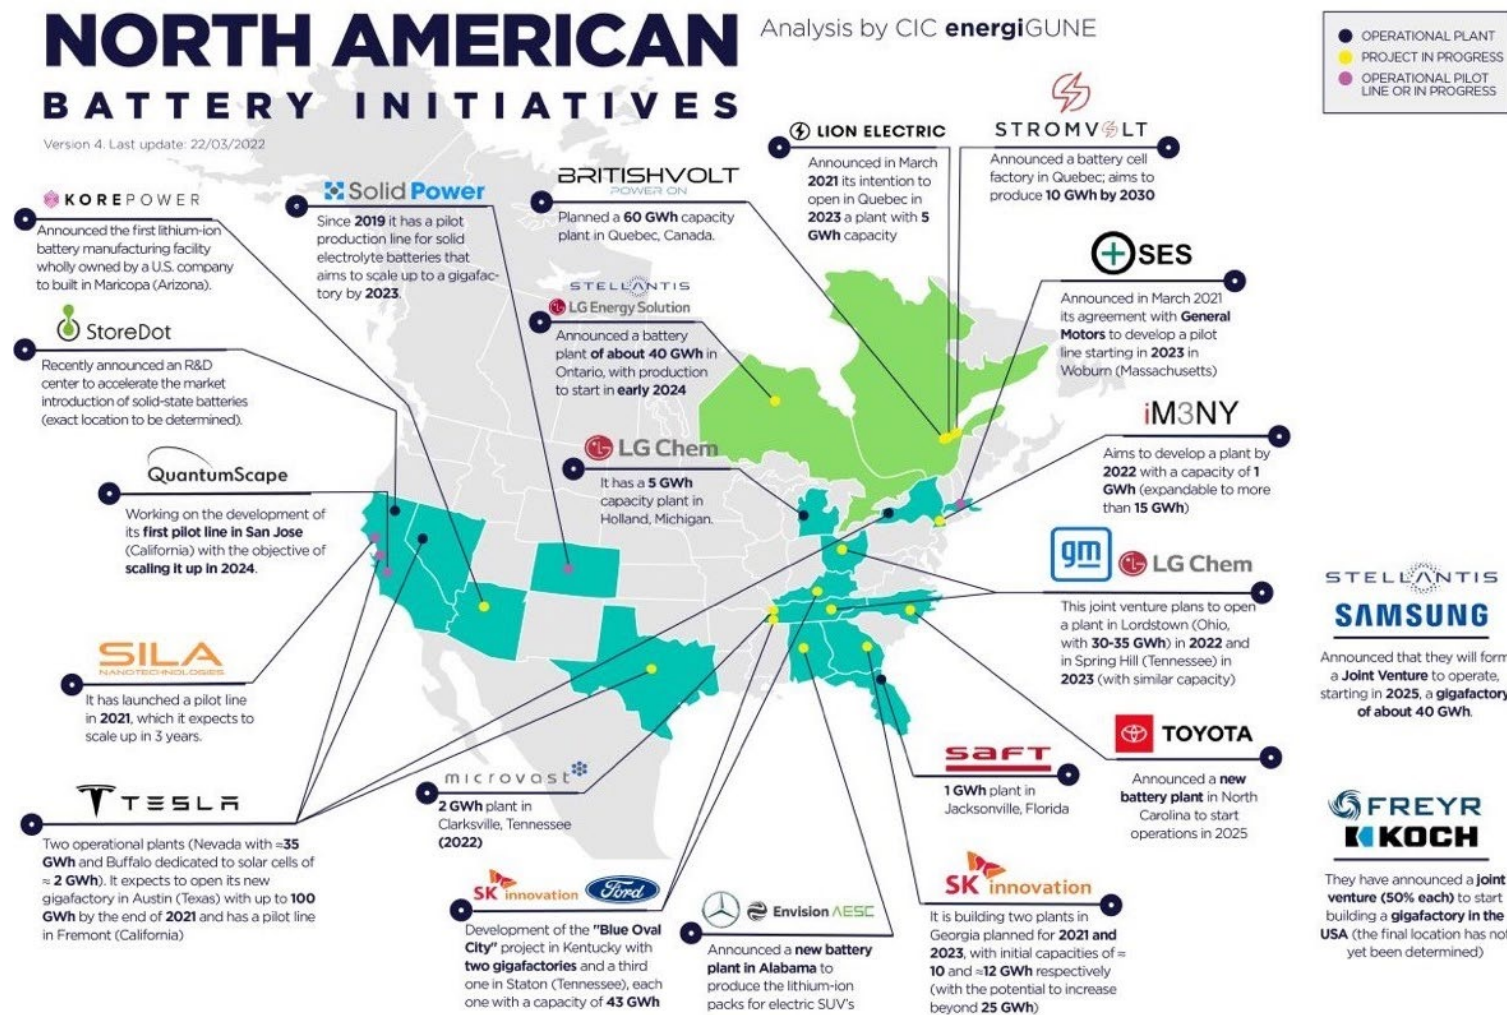 NORTH AMERICAN
BATTERY INITIATIVES
Analysis by CIC energiGUNE
Version 4. Last update: 22/03/2022
OPERATIONAL PLANT
PROJECT IN PROGRESS
OPERATIONAL PILOT
LINE OR IN PROGRESS
KOREPOWER
Announced the first lithium-ion
battery manufacturing facility
wholly owned by a U.S. company
to built in Maricopa (Arizona).
Solid Power
Since 2019 it has a pilot
production line for solid
electrolyte batteries that
aims to scale up to a gigafac-
tory by 2023.
BRITISHVOLT
POWER ON
Planned a 60 GWh capacity
plant in Quebec, Canada.
LION ELECTRIC
Announced in March
2021 its intention to
open in Quebec in
2023 a plant with 5
GWh capacity
STROMVOLT
Announced a battery cell
factory in Quebec; aims to
produce 10 GWh by 2030
SES
Announced in March 2021
its agreement with General
Motors to develop a pilot
line starting in 2023 in
Woburn (Massachusetts)
StoreDot
Recently announced an R&D
center to accelerate the market
introduction of solid-state batteries
(exact location to be determined).
STELLANTIS
LG Energy Solution
Announced a battery
plant of about 40 GWh in
Ontario, with production
to start in early 2024
LG Chem
It has a 5 GWh
capacity plant in
Holland, Michigan.
iM3NY
Aims to develop a plant by
2022 with a capacity of 1
GWh (expandable to more
than 15 GWh)
QuantumScape
Working on the development of
its first pilot line in San Jose
(California) with the objective of
scaling it up in 2024.
gm
LG Chem
This joint venture plans to open
a plant in Lordstown (Ohio,
with 30-35 GWh) in 2022 and
in Spring Hill (Tennessee) in
2023 (with similar capacity)
STELLANTIS
SAMSUNG
Announced that they will form
a Joint Venture to operate,
starting in 2025, a gigafactory
of about 40 GWh.
SILA
NANOTECHNOLOGIES
It has launched a pilot line
in 2021, which it expects to
scale up in 3 years.
TOYOTA
Announced a new
battery plant in North
Carolina to start
operations in 2025
TESLA
Two operational plants (Nevada with ≈35
GWh and Buffalo dedicated to solar cells of
≈ 2 GWh). It expects to open its new
gigafactory in Austin (Texas) with up to 100
GWh by the end of 2021 and has a pilot line
in Fremont (California)
microvast
2 GWh plant in
Clarksville, Tennessee
(2022)
saft
1 GWh plant in
Jacksonville, Florida
FREYR
KOCH
They have announced a joint
venture (50% each) to start
building a gigafactory in the
USA (the final location has not
yet been determined)
SK innovation
Ford
Development of the "Blue Oval
City" project in Kentucky with
two gigafactories and a third
one in Staton (Tennessee), each
one with a capacity of 43 GWh
Envision AESC
Announced a new battery
plant in Alabama to
produce the lithium-ion
packs for electric SUV's
SK innovation
It is building two plants in
Georgia planned for 2021 and
2023, with initial capacities of ≈
10 and ≈12 GWh respectively
(with the potential to increase
beyond 25 GWh)